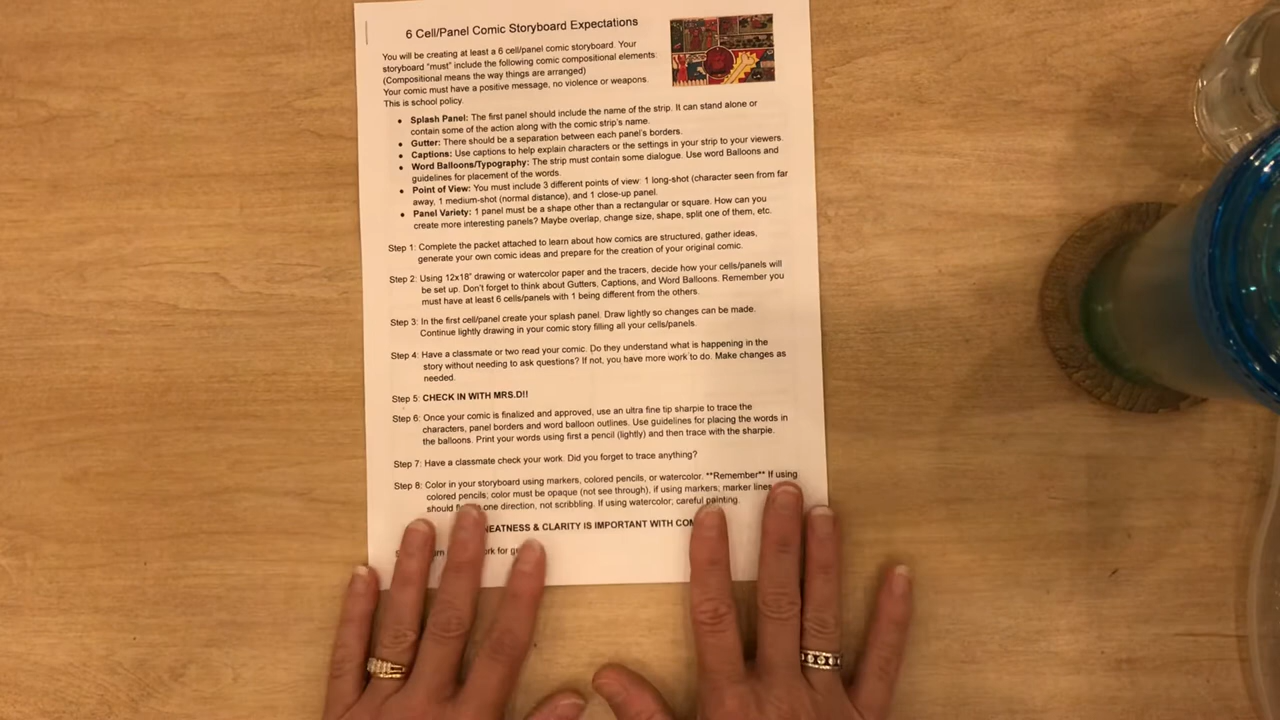 6 Cell/Panel Comic Storyboard Expectations
You will be creating at least a 6 cell/panel comic storyboard. Your
storyboard "must" include the following comic compositional elements:
(Compositional means the way things are arranged)
Your comic must have a positive message, no violence or weapons.
This is school policy.
• Splash Panel: The first panel should include the name of the strip. It can stand alone or
contain some of the action along with the comic strip's name.
• Gutter: There should be a separation between each panel's borders.
• Captions: Use captions to help explain characters or the settings in your strip to your viewers.
• Word Balloons/Typography: The strip must contain some dialogue. Use word Balloons and
guidelines for placement of the words.
• Point of View: You must include 3 different points of view: 1 long-shot (character seen from far
away, 1 medium-shot (normal distance), and 1 close-up panel.
• Panel Variety: 1 panel must be a shape other than a rectangular or square. How can you
create more interesting panels? Maybe overlap, change size, shape, split one of them, etc.
Step 1: Complete the packet attached to learn about how comics are structured, gather ideas,
generate your own comic ideas and prepare for the creation of your original comic.
Step 2: Using 12x18" drawing or watercolor paper and the tracers, decide how your cells/panels will
be set up. Don't forget to think about Gutters, Captions, and Word Balloons. Remember you
must have at least 6 cells/panels with 1 being different from the others.
Step 3: In the first cell/panel create your splash panel. Draw lightly so changes can be made.
Continue lightly drawing in your comic story filling all your cells/panels.
Step 4: Have a classmate or two read your comic. Do they understand what is happening in the
story without needing to ask questions? If not, you have more work to do. Make changes as
needed.
Step 5: CHECK IN WITH MRS.D!!
Step 6: Once your comic is finalized and approved, use an ultra fine tip sharpie to trace the
characters, panel borders and word balloon outlines. Use guidelines for placing the words in
the balloons. Print your words using first a pencil (lightly) and then trace with the sharpie.
Step 7: Have a classmate check your work. Did you forget to trace anything?
Step 8: Color in your storyboard using markers, colored pencils, or watercolor. **Remember** If using
colored pencils; color must be opaque (not see through), if using markers; marker lines
should one direction, not scribbling. If using watercolor; careful painting.
EATNESS & CLARITY IS IMPORTANT WITH
for